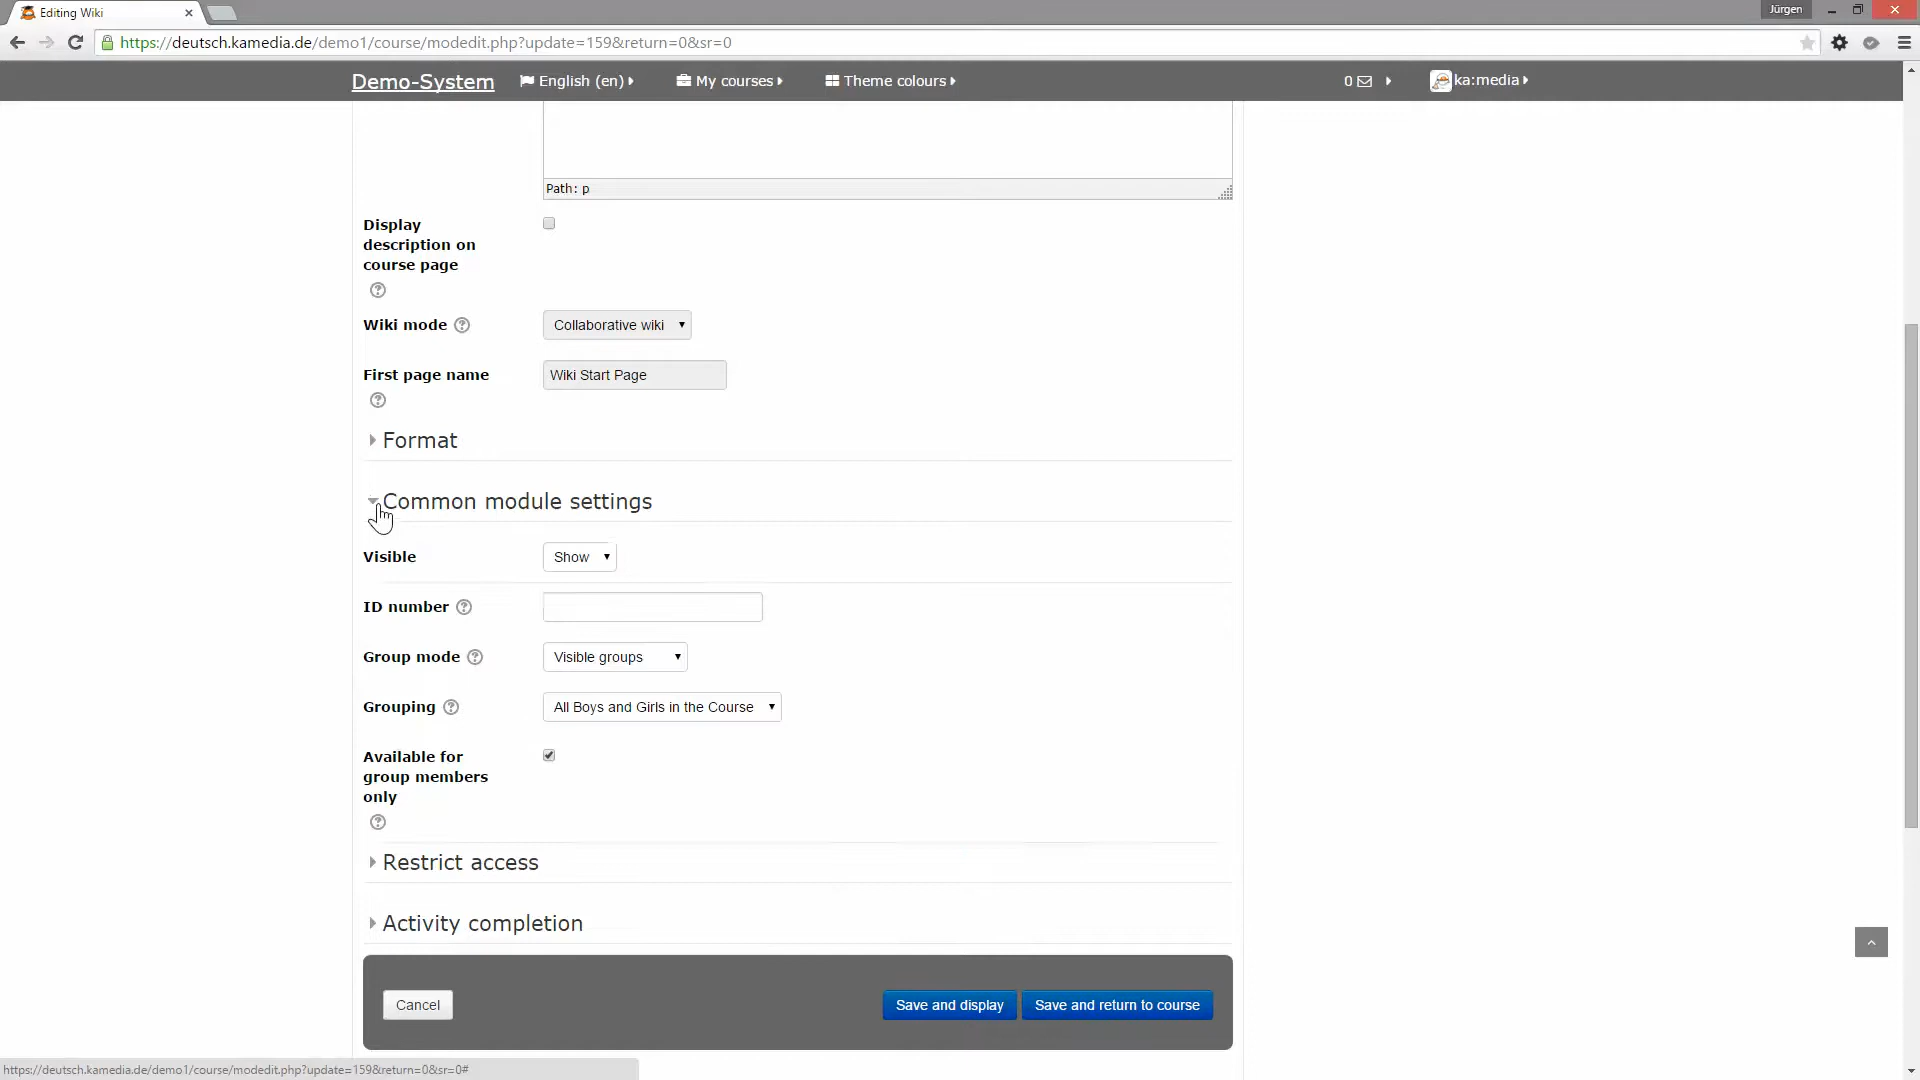 Editing Wiki
Jürgen
https://deutsch.kamedia.de/demo1/course/modedit.php?update=159&return=0&sr=0
Demo-System
English (en)
My courses
Theme colours
0
ka:media
Path: p
Display description on course page
Wiki mode
Collaborative wiki
First page name
Wiki Start Page
Format
Common module settings
Visible
Show
ID number
Group mode
Visible groups
Grouping
All Boys and Girls in the Course
Available for group members only
Restrict access
Activity completion
Cancel
Save and display
Save and return to course
https://deutsch.kamedia.de/demo1/course/modedit.php?update=159&return=0&sr=0#